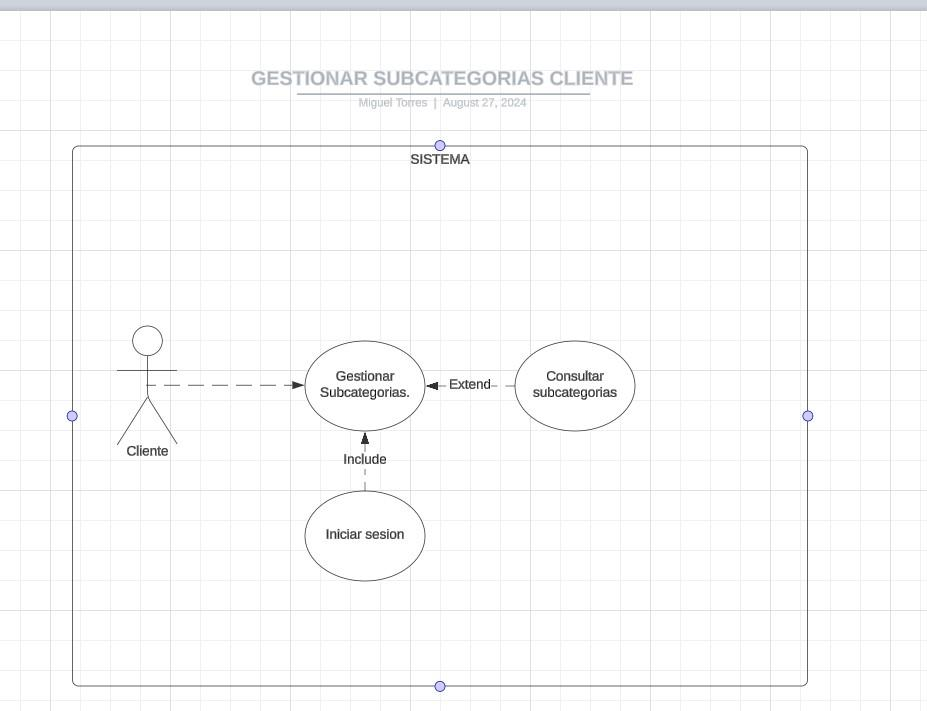 GESTIONAR SUBCATEGORIAS CLIENTE
Miguel Torres | August 27, 2024
SISTEMA
Gestionar
Subcategorias.
Extend
Consultar
subcategorias
Cliente
Include
Iniciar sesion